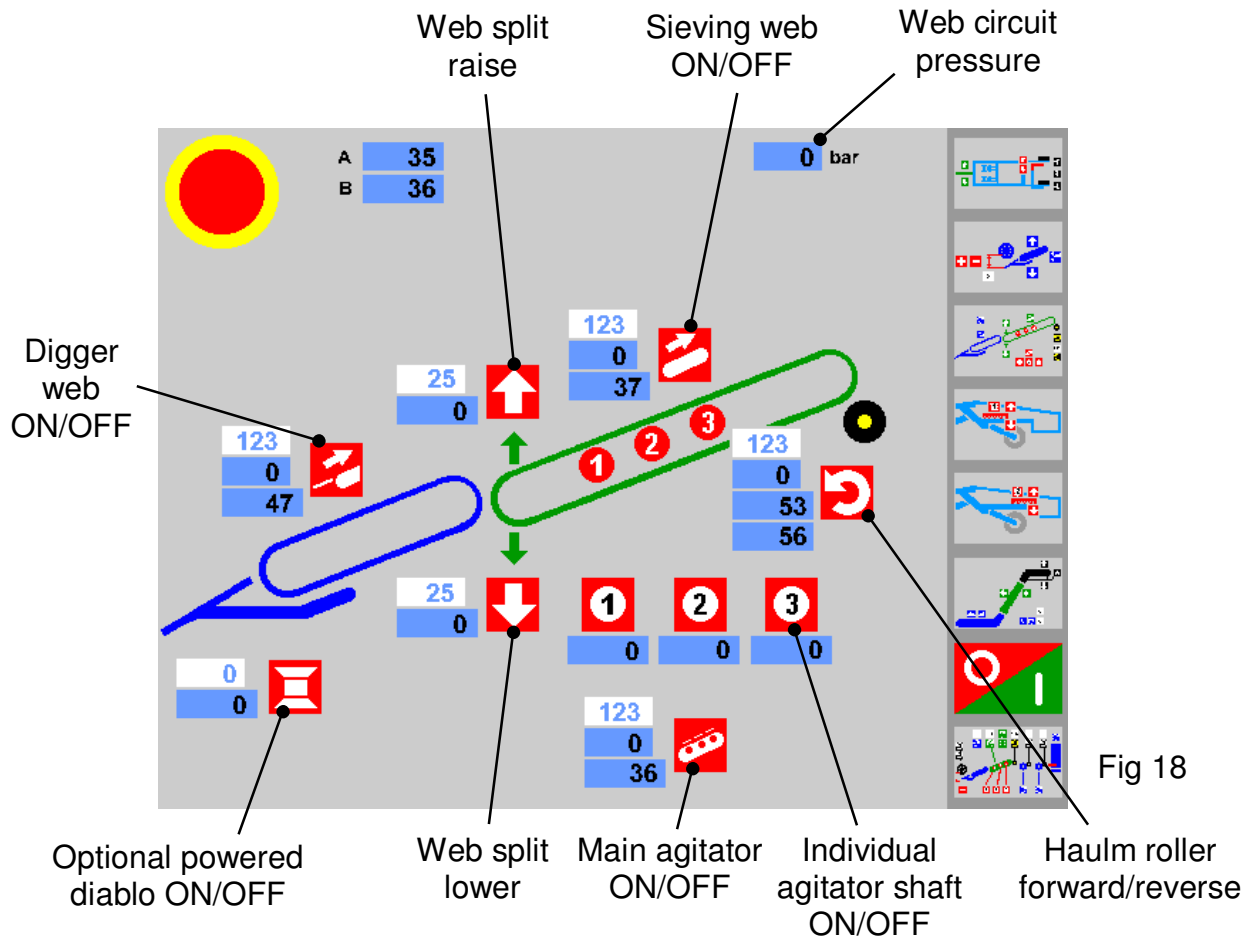 Web split
raise
Sieving web
ON/OFF
Web circuit
pressure
A 35
B 36
0 bar
Digger
web
ON/OFF
123
0
37
25
0
123
0
47
1 2 3
123
0
53
56
25
0
1 2 3
0 0 0
0
0
123
0
36
Fig 18
Optional powered
diablo ON/OFF
Web split
lower
Main agitator
ON/OFF
Individual
agitator shaft
ON/OFF
Haulm roller
forward/reverse